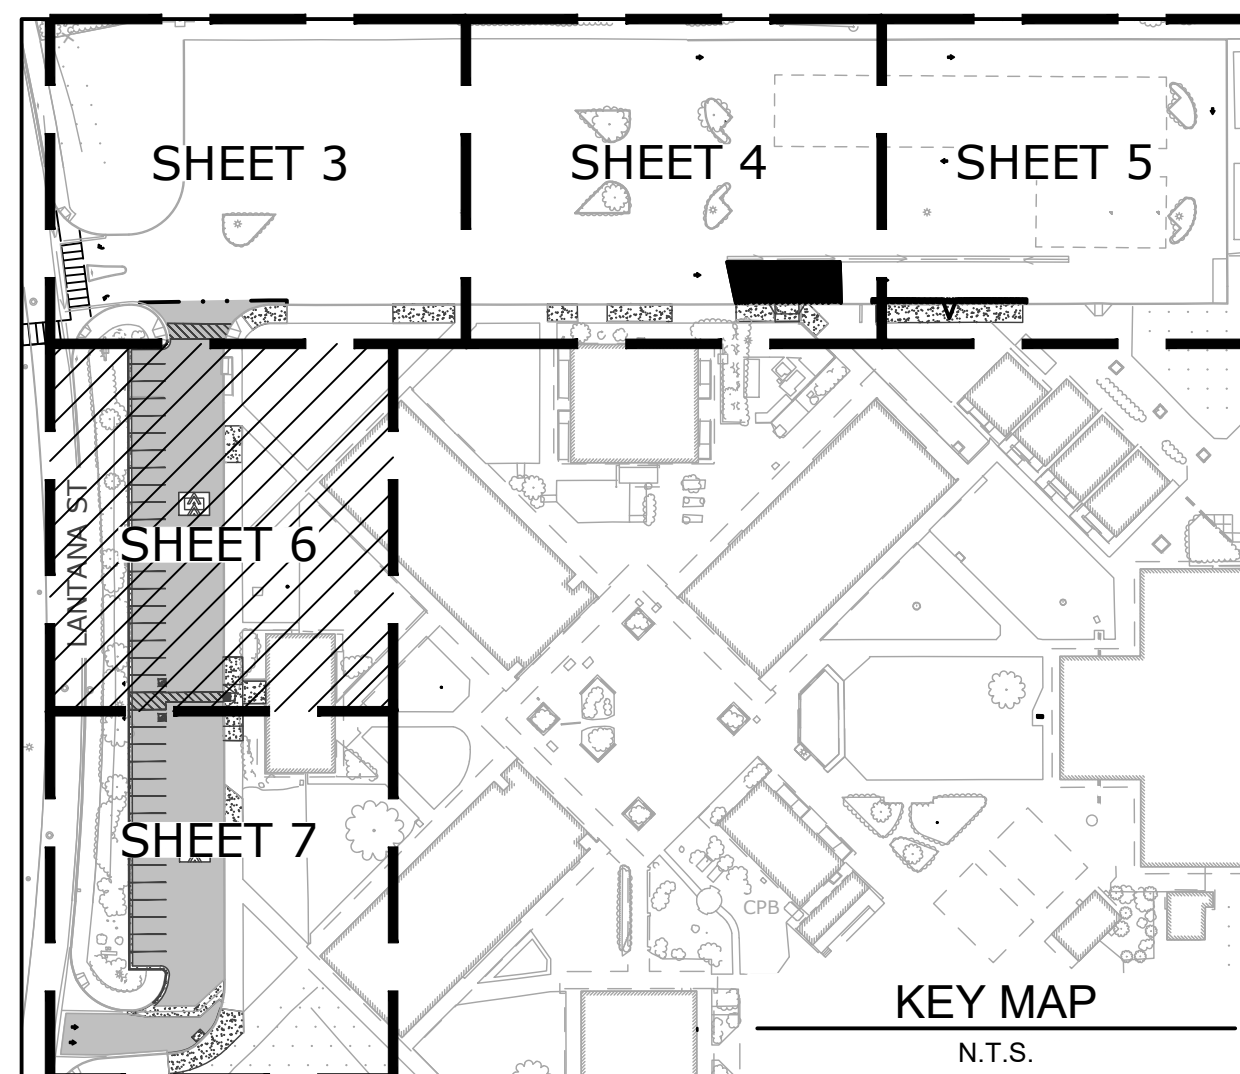 SHEET 3
SHEET 4
SHEET 5
LANTANA ST
SHEET 6
SHEET 7
CPB
KEY MAP
N.T.S.